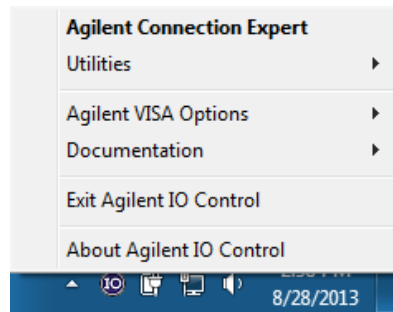 Agilent Connection Expert
Utilities
Agilent VISA Options
Documentation
Exit Agilent IO Control
About Agilent IO Control
IO
8/28/2013